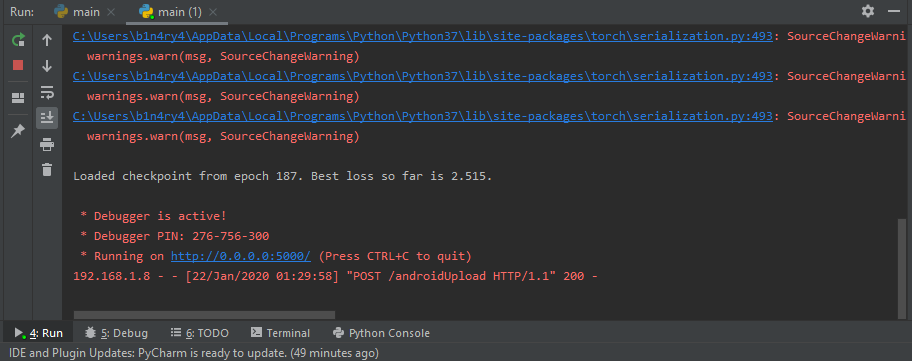 Run: main main (1)
C:\Users\b1n4ry4\AppData\Local\Programs\Python\Python37\lib\site-packages\torch\serialization.py:493: SourceChangeWarni
warnings.warn(msg, SourceChangeWarning)
C:\Users\b1n4ry4\AppData\Local\Programs\Python\Python37\lib\site-packages\torch\serialization.py:493: SourceChangeWarni
warnings.warn(msg, SourceChangeWarning)
C:\Users\b1n4ry4\AppData\Local\Programs\Python\Python37\lib\site-packages\torch\serialization.py:493: SourceChangeWarni
warnings.warn(msg, SourceChangeWarning)
Loaded checkpoint from epoch 187. Best loss so far is 2.515.
* Debugger is active!
* Debugger PIN: 276-756-300
* Running on http://0.0.0.0:5000/ (Press CTRL+C to quit)
192.168.1.8 - - [22/Jan/2020 01:29:58] "POST /androidUpload HTTP/1.1" 200 -
4: Run 5: Debug 6: TODO Terminal Python Console
IDE and Plugin Updates: PyCharm is ready to update. (49 minutes ago)